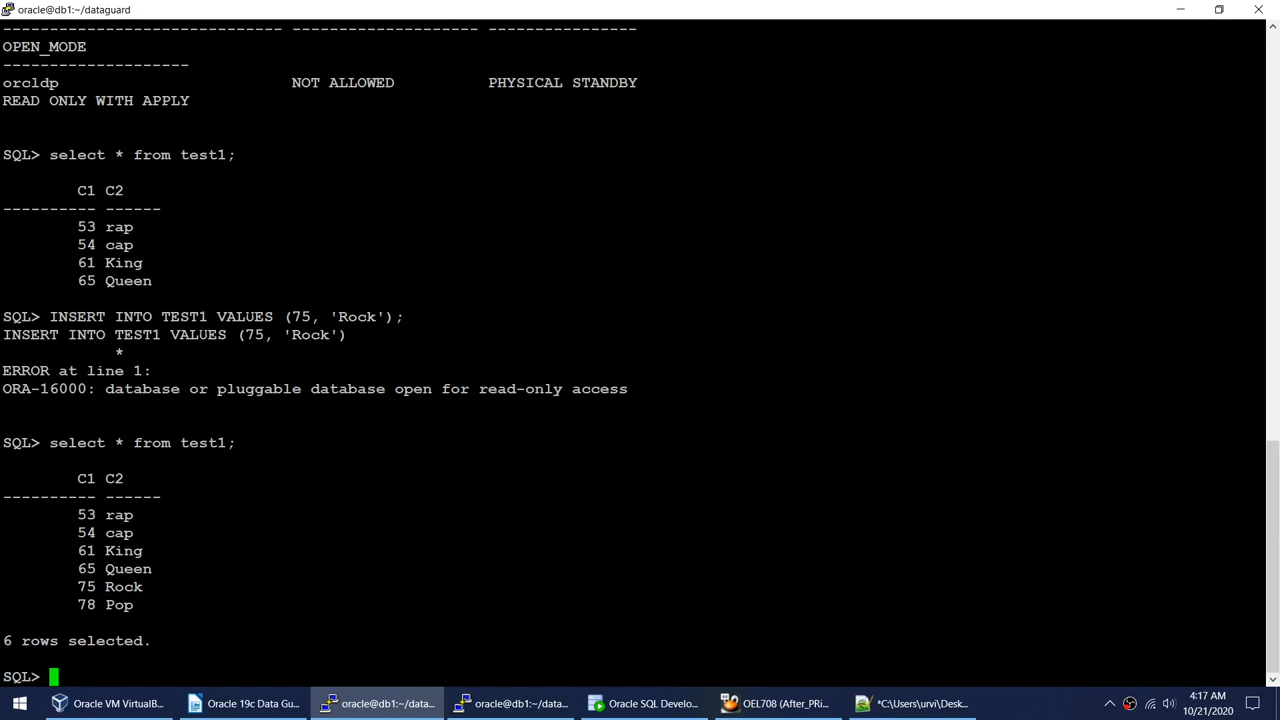 oracle@db1:~/dataguard
------------------------------ -------------------- ----------------
OPEN_MODE
--------------------
orcldp NOT ALLOWED PHYSICAL STANDBY
READ ONLY WITH APPLY
SQL> select * from test1;
C1 C2
---------- ------
53 rap
54 cap
61 King
65 Queen
SQL> INSERT INTO TEST1 VALUES (75, 'Rock');
INSERT INTO TEST1 VALUES (75, 'Rock')
*
ERROR at line 1:
ORA-16000: database or pluggable database open for read-only access
SQL> select * from test1;
C1 C2
---------- ------
53 rap
54 cap
61 King
65 Queen
75 Rock
78 Pop
6 rows selected.
SQL>
Oracle VM VirtualB... Oracle 19c Data Gu... oracle@db1:~/data... oracle@db1:~/data... Oracle SQL Develo... OEL708 (After_PRi... *C:\Users\urvi\Desk...
4:17 AM
10/21/2020